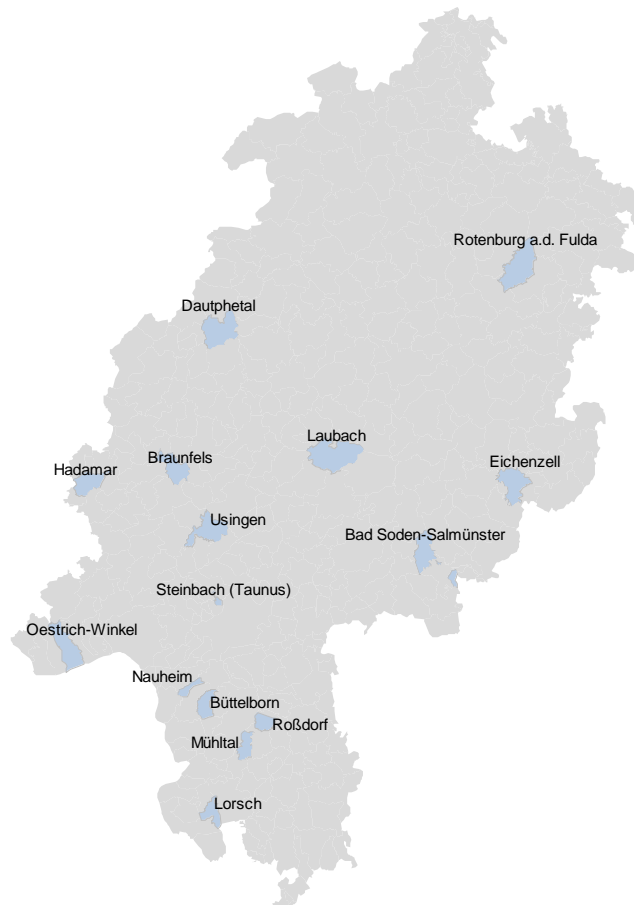 Rotenburg a.d. Fulda
Dautphetal
Laubach
Braunfels
Hadamar
Eichenzell
Usingen
Bad Soden-Salmünster
Steinbach (Taunus)
Oestrich-Winkel
Nauheim
Büttelborn
Roßdorf
Mühltal
Lorsch